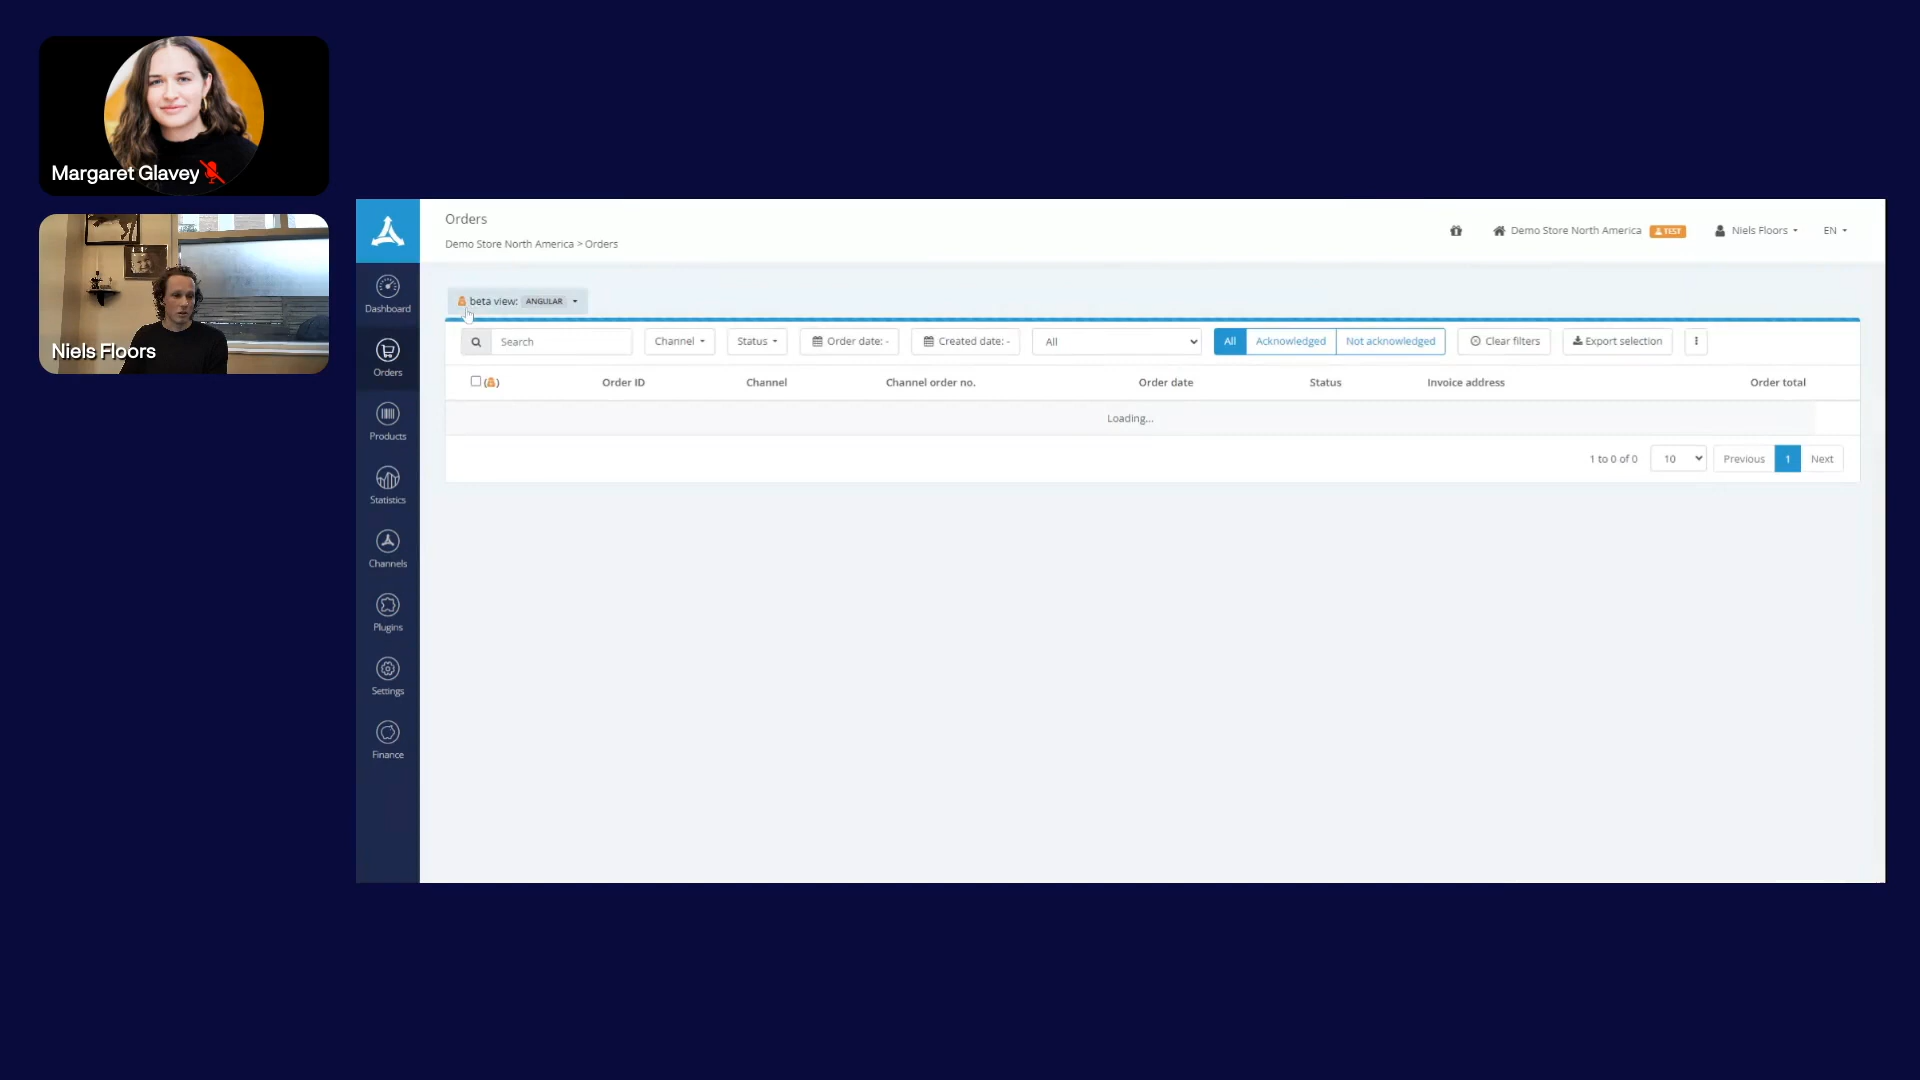 Margaret Glavey
Niels Floors
Orders
Demo Store North America > Orders
Demo Store North America TEST Niels Floors EN
Dashboard
Orders
Products
Statistics
Channels
Plugins
Settings
Finance
beta view: ANGULAR
Search Channel Status Order date: - Created date: - All All Acknowledged Not acknowledged Clear filters Export selection
Order ID Channel Channel order no. Order date Status Invoice address Order total
Loading...
1 to 0 of 0 10 Previous 1 Next